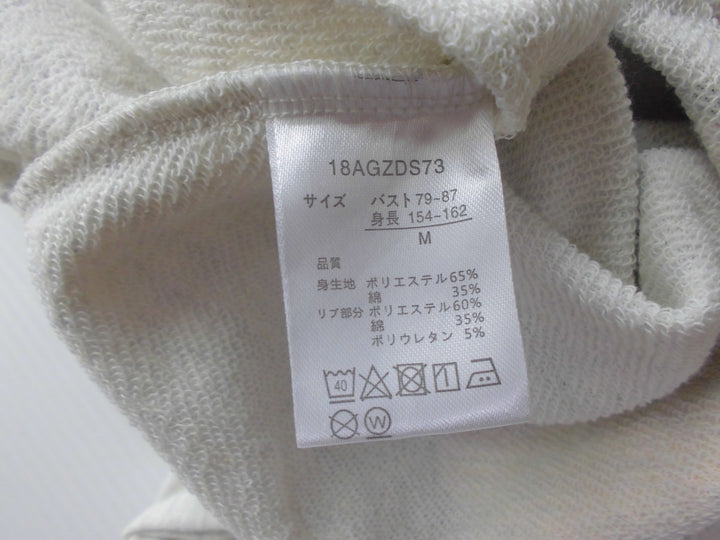 18AGZDS73
サイズ バスト79~87
身長 154~162
M
品質
身生地 ポリエステル65%
綿 35%
リブ部分 ポリエステル60%
綿 35%
ポリウレタン 5%
40
W